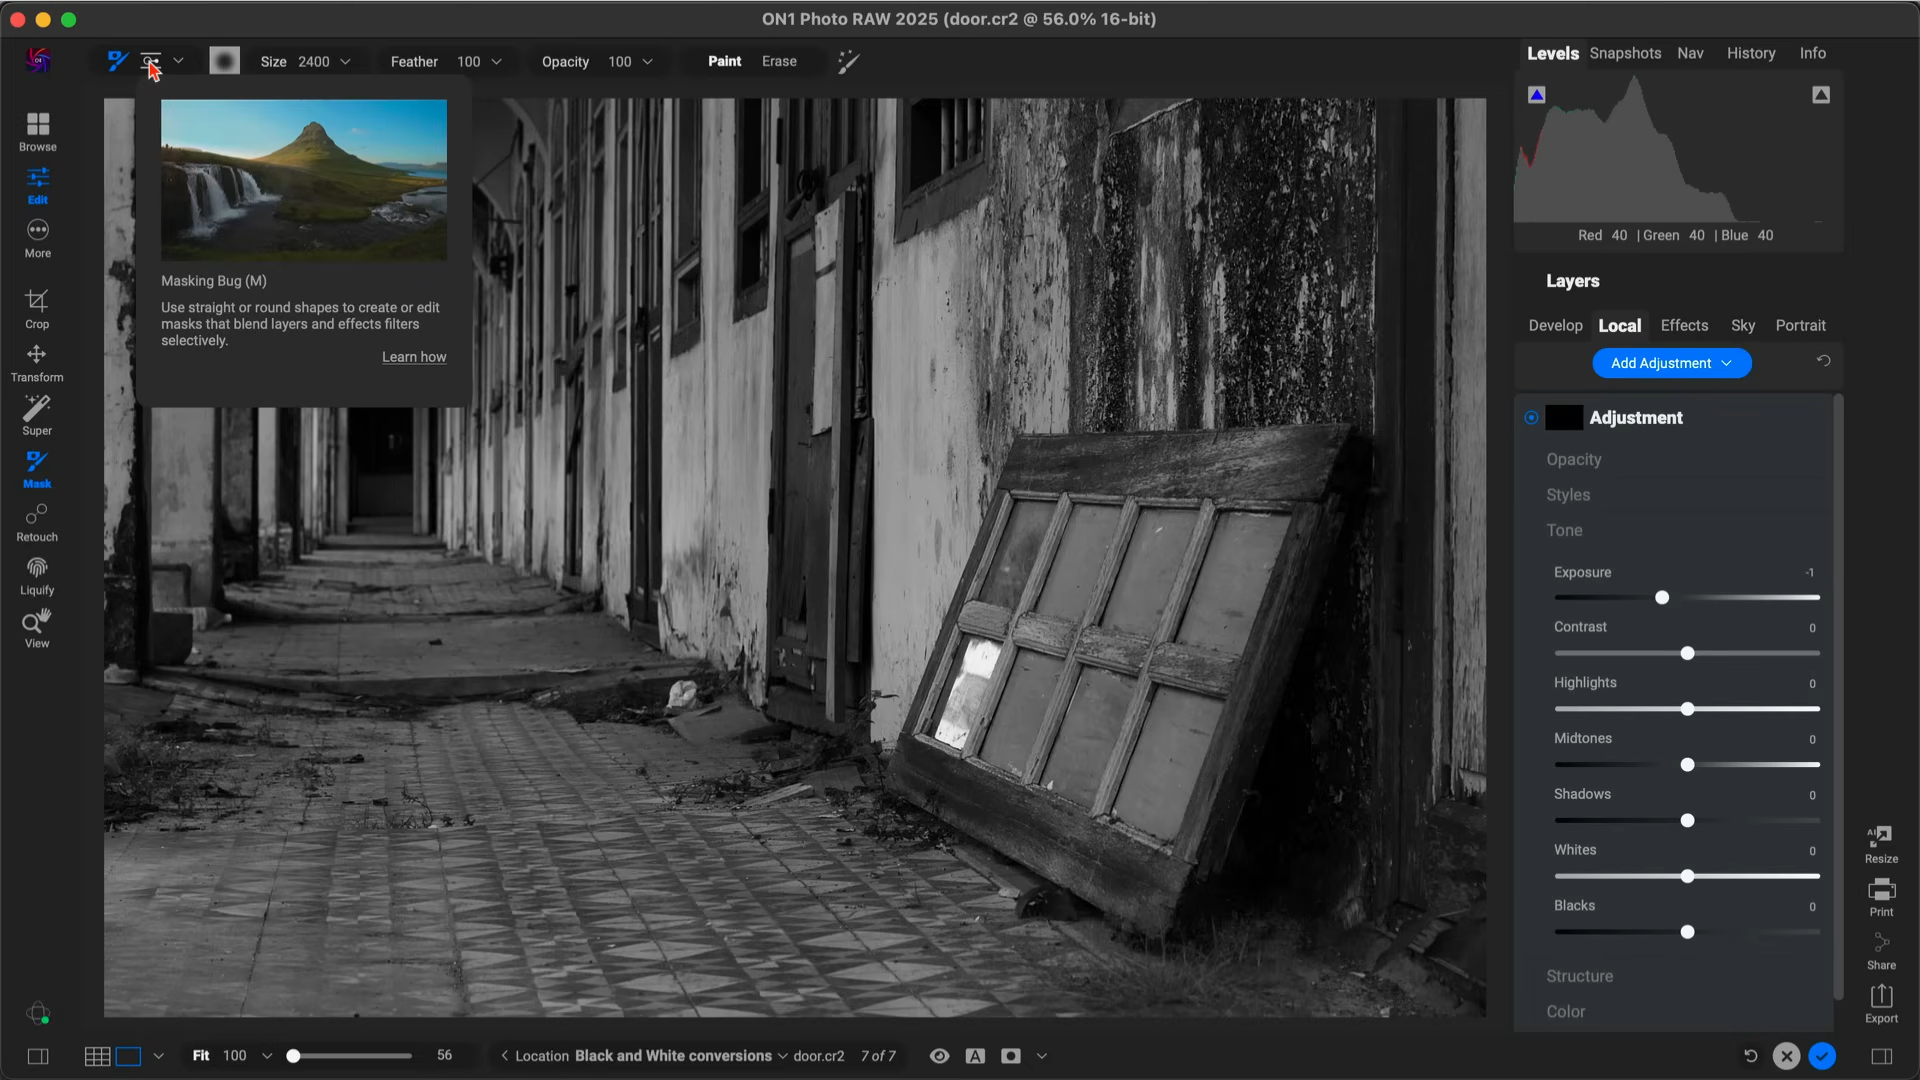 ON1 Photo RAW 2025 (door.cr2 @ 56.0% 16-bit)
Size 2400 Feather 100 Opacity 100 Paint Erase
Levels Snapshots Nav History Info
Browse
Edit
More
Crop
Transform
Super
Mask
Retouch
Liquify
View
Masking Bug (M)
Use straight or round shapes to create or edit
masks that blend layers and effects filters
selectively.
Learn how
Red 40 | Green 40 | Blue 40
Layers
Develop Local Effects Sky Portrait
Add Adjustment
Adjustment
Opacity
Styles
Tone
Exposure -1
Contrast 0
Highlights 0
Midtones 0
Shadows 0
Whites 0
Blacks 0
Structure
Color
AI
Resize
Print
Share
Export
Fit 100 56 Location Black and White conversions door.cr2 7 of 7 A